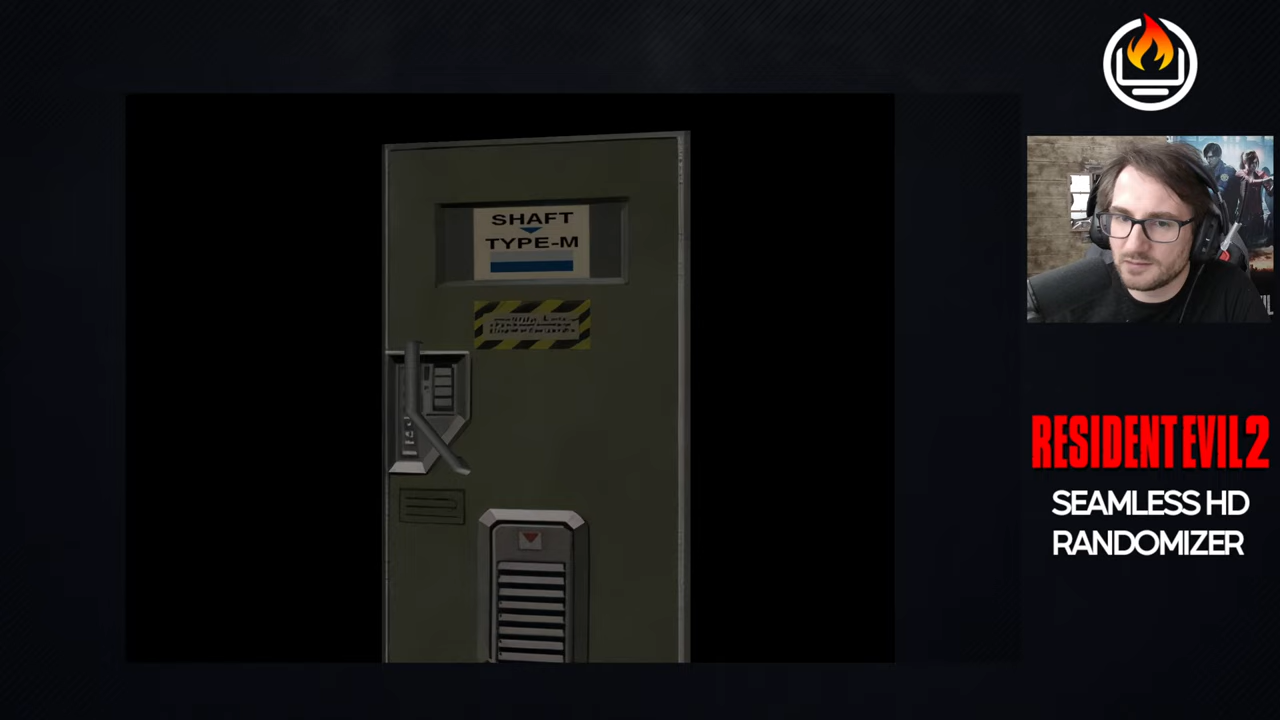 SHAFT
TYPE-M
RESIDENT EVIL 2
SEAMLESS HD
RANDOMIZER